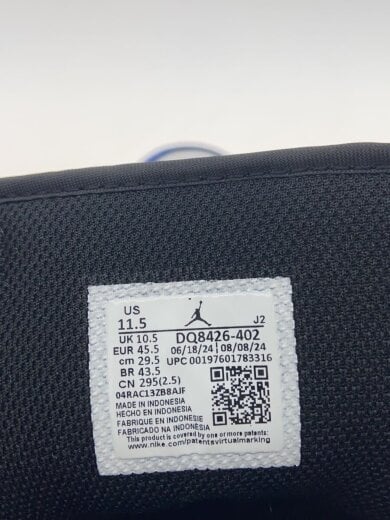 US
11.5
J2
UK 10.5
DQ8426-402
EUR 45.5
06/18/24 | 08/08/24
cm 29.5
UPC 00197601783316
BR 43.5
CN 295(2.5)
04RAC13ZB8AJF
MADE IN INDONESIA
HECHO EN INDONESIA
FABRIQUE EN INDONESIE
FABRICADO NA INDONESIA
This product is covered by one or more patents:
www.nike.com/patentsvirtualmarking